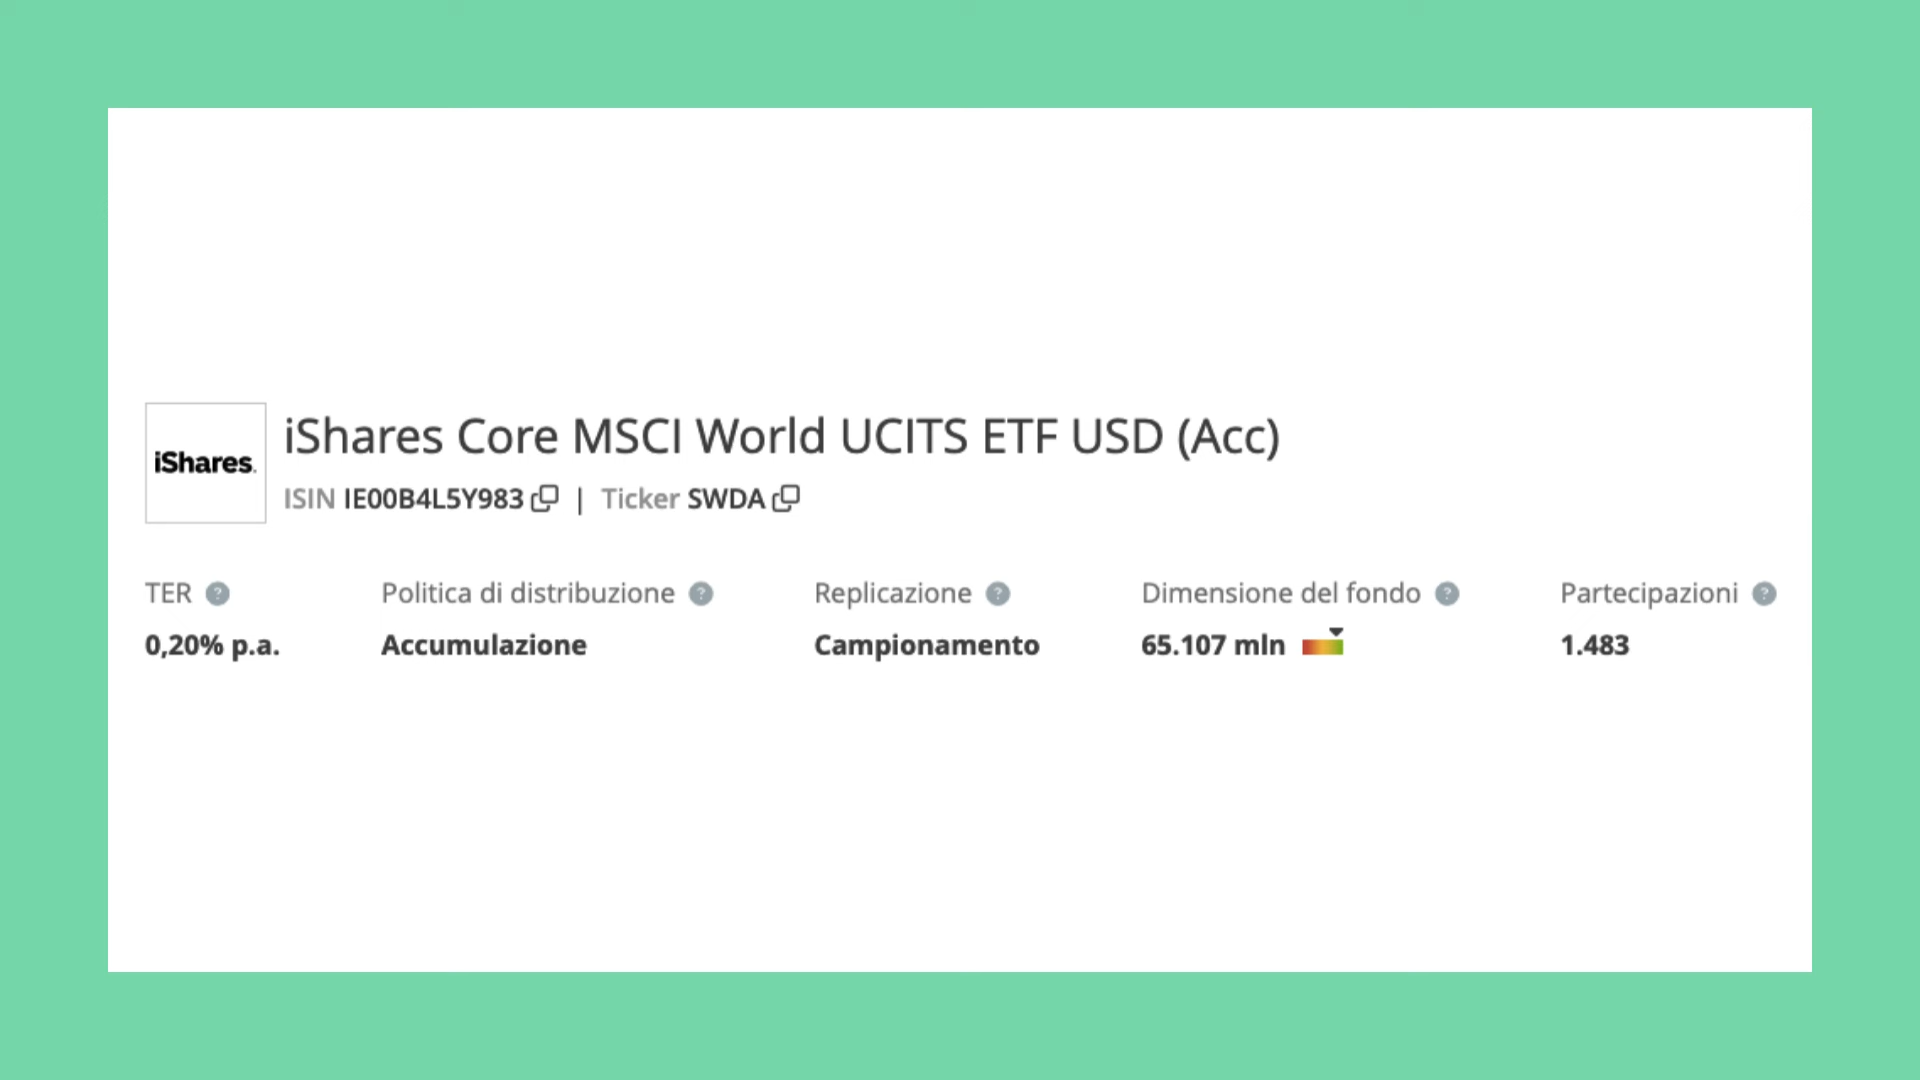 iShares.
iShares Core MSCI World UCITS ETF USD (Acc)
ISIN IE00B4L5Y983 | Ticker SWDA
TER ? Politica di distribuzione ? Replicazione ? Dimensione del fondo ? Partecipazioni ?
0,20% p.a. Accumulazione Campionamento 65.107 mln 1.483